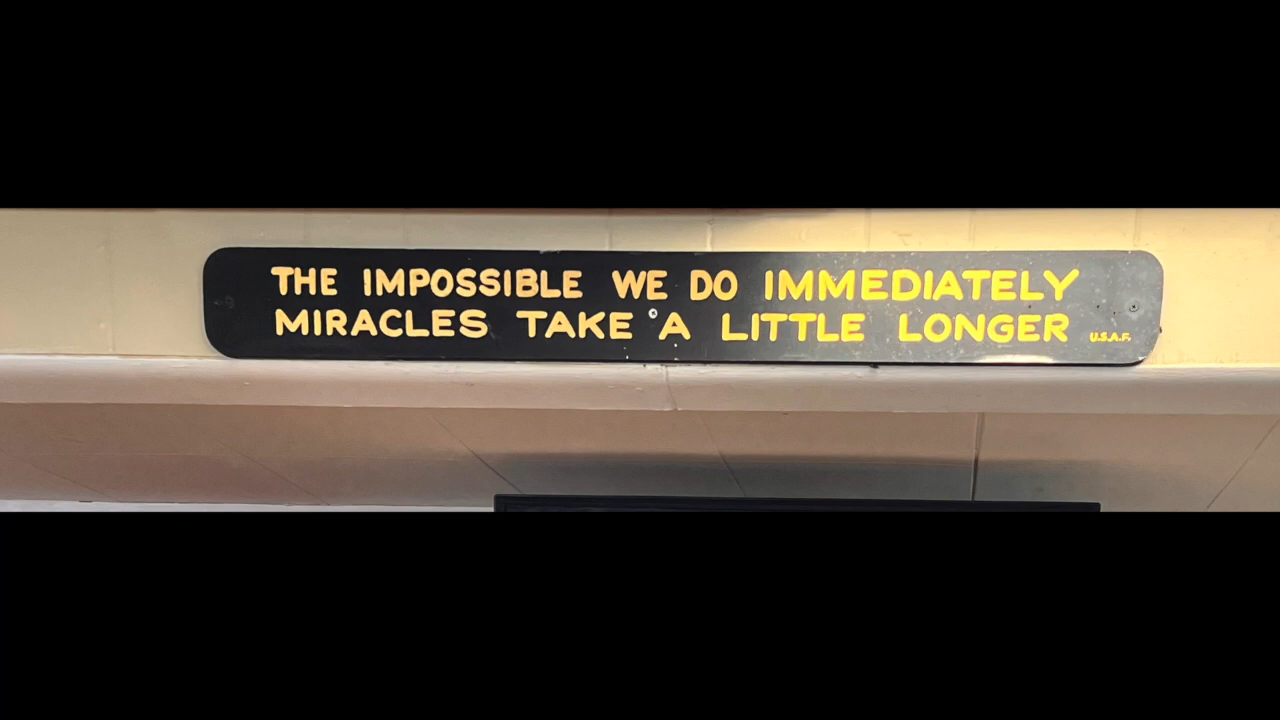 THE IMPOSSIBLE WE DO IMMEDIATELY
MIRACLES TAKE A LITTLE LONGER U.S.A.F.